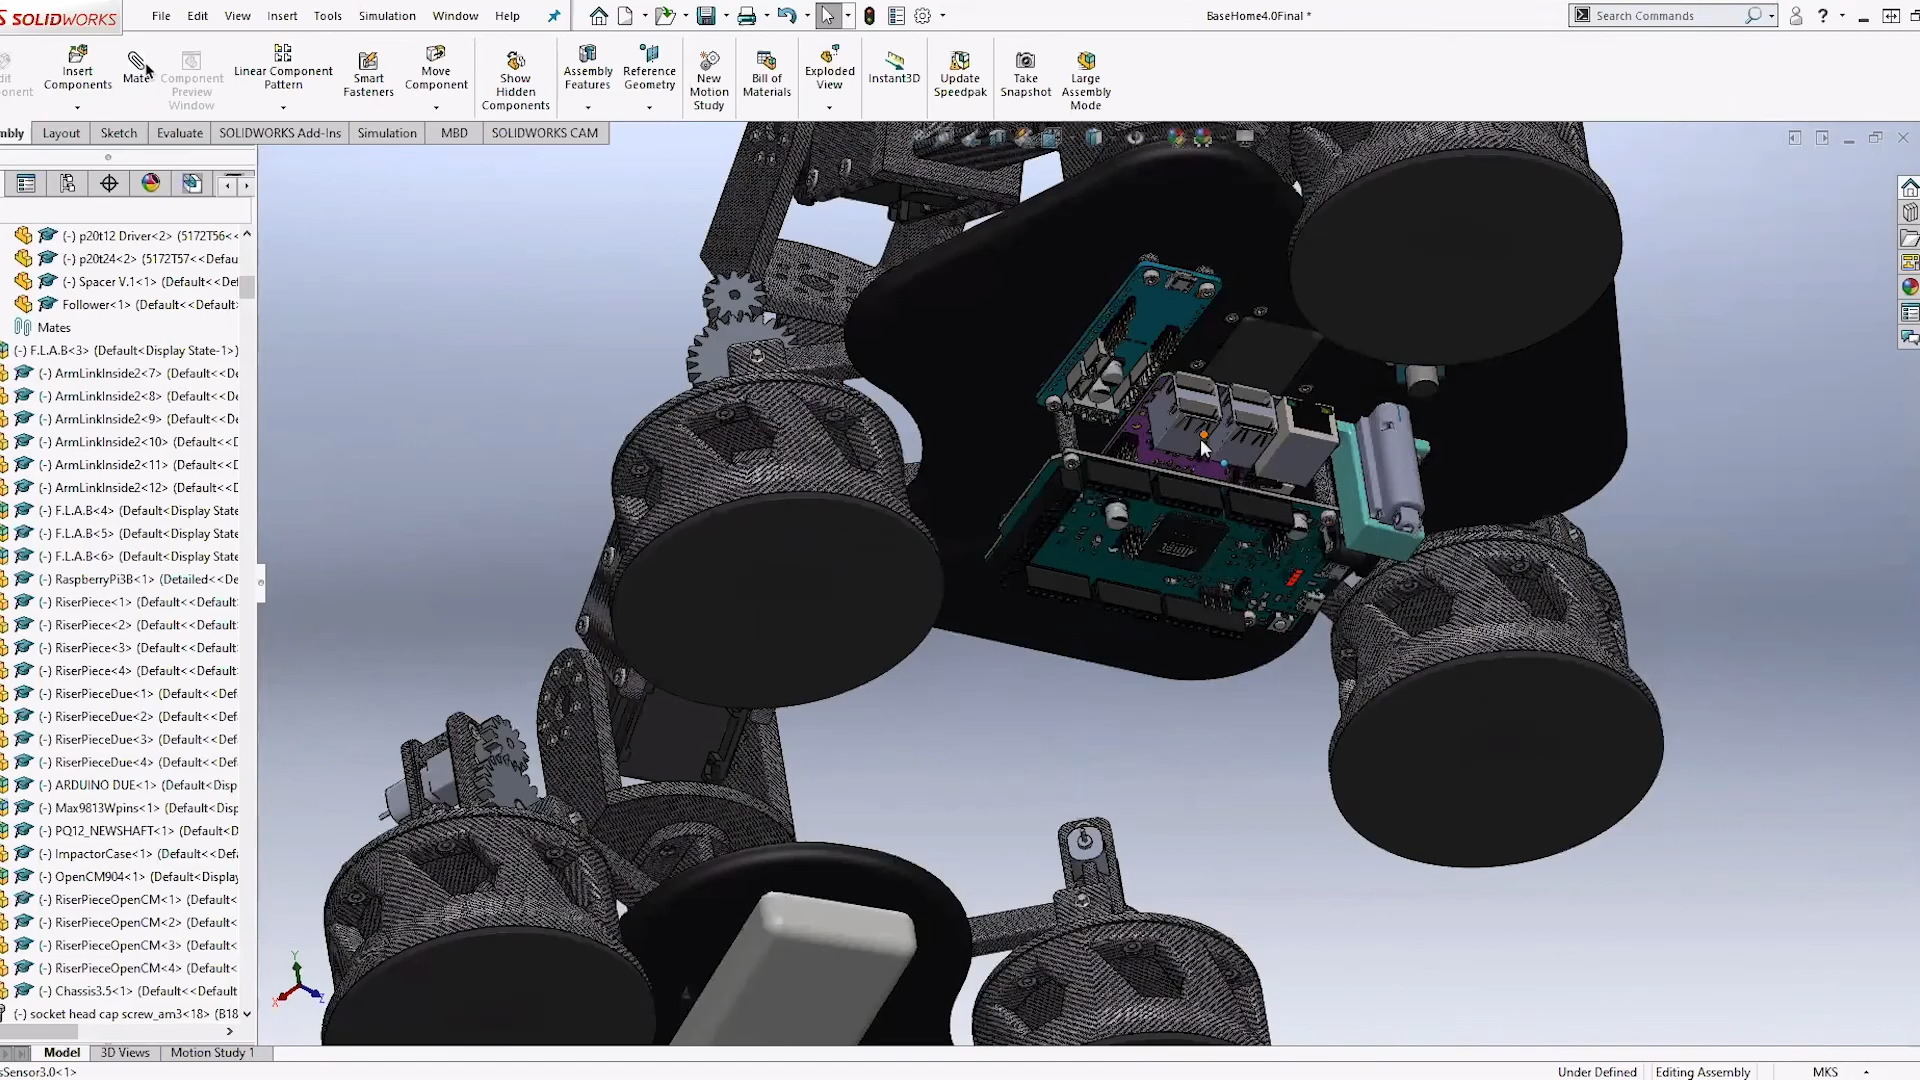 SOLIDWORKS
File Edit View Insert Tools Simulation Window Help
BaseHome4.0Final *
Search Commands
Insert Components
Mate
Component Preview Window
Linear Component Pattern
Smart Fasteners
Move Component
Show Hidden Components
Assembly Features
Reference Geometry
New Motion Study
Bill of Materials
Exploded View
Instant3D
Update Speedpak
Take Snapshot
Large Assembly Mode
mbly Layout Sketch Evaluate SOLIDWORKS Add-Ins Simulation MBD SOLIDWORKS CAM
(-) p20t12 Driver<2> (5172T56<<
(-) p20t24<2> (5172T57<<Defau
(-) Spacer V.1<1> (Default<<Def
Follower<1> (Default<<Default
Mates
(-) F.L.A.B<3> (Default<Display State-1>)
(-) ArmLinkInside2<7> (Default<<De
(-) ArmLinkInside2<8> (Default<<De
(-) ArmLinkInside2<9> (Default<<De
(-) ArmLinkInside2<10> (Default<<D
(-) ArmLinkInside2<11> (Default<<D
(-) ArmLinkInside2<12> (Default<<D
(-) F.L.A.B<4> (Default<Display State
(-) F.L.A.B<5> (Default<Display State
(-) F.L.A.B<6> (Default<Display State
(-) RaspberryPi3B<1> (Detailed<<De
(-) RiserPiece<1> (Default<<Default
(-) RiserPiece<2> (Default<<Default
(-) RiserPiece<3> (Default<<Default
(-) RiserPiece<4> (Default<<Default
(-) RiserPieceDue<1> (Default<<Def
(-) RiserPieceDue<2> (Default<<Def
(-) RiserPieceDue<3> (Default<<Def
(-) RiserPieceDue<4> (Default<<Def
(-) ARDUINO DUE<1> (Default<Disp
(-) Max9813Wpins<1> (Default<Disp
(-) PQ12_NEWSHAFT<1> (Default<D
(-) ImpactorCase<1> (Default<<Defa
(-) OpenCM904<1> (Default<Display
(-) RiserPieceOpenCM<1> (Default<
(-) RiserPieceOpenCM<2> (Default<
(-) RiserPieceOpenCM<3> (Default<
(-) RiserPieceOpenCM<4> (Default<
(-) Chassis3.5<1> (Default<<Default
(-) socket head cap screw_am3<18> (B18
Y
X
Z
Model 3D Views Motion Study 1
sSensor3.0<1>
Under Defined Editing Assembly MKS